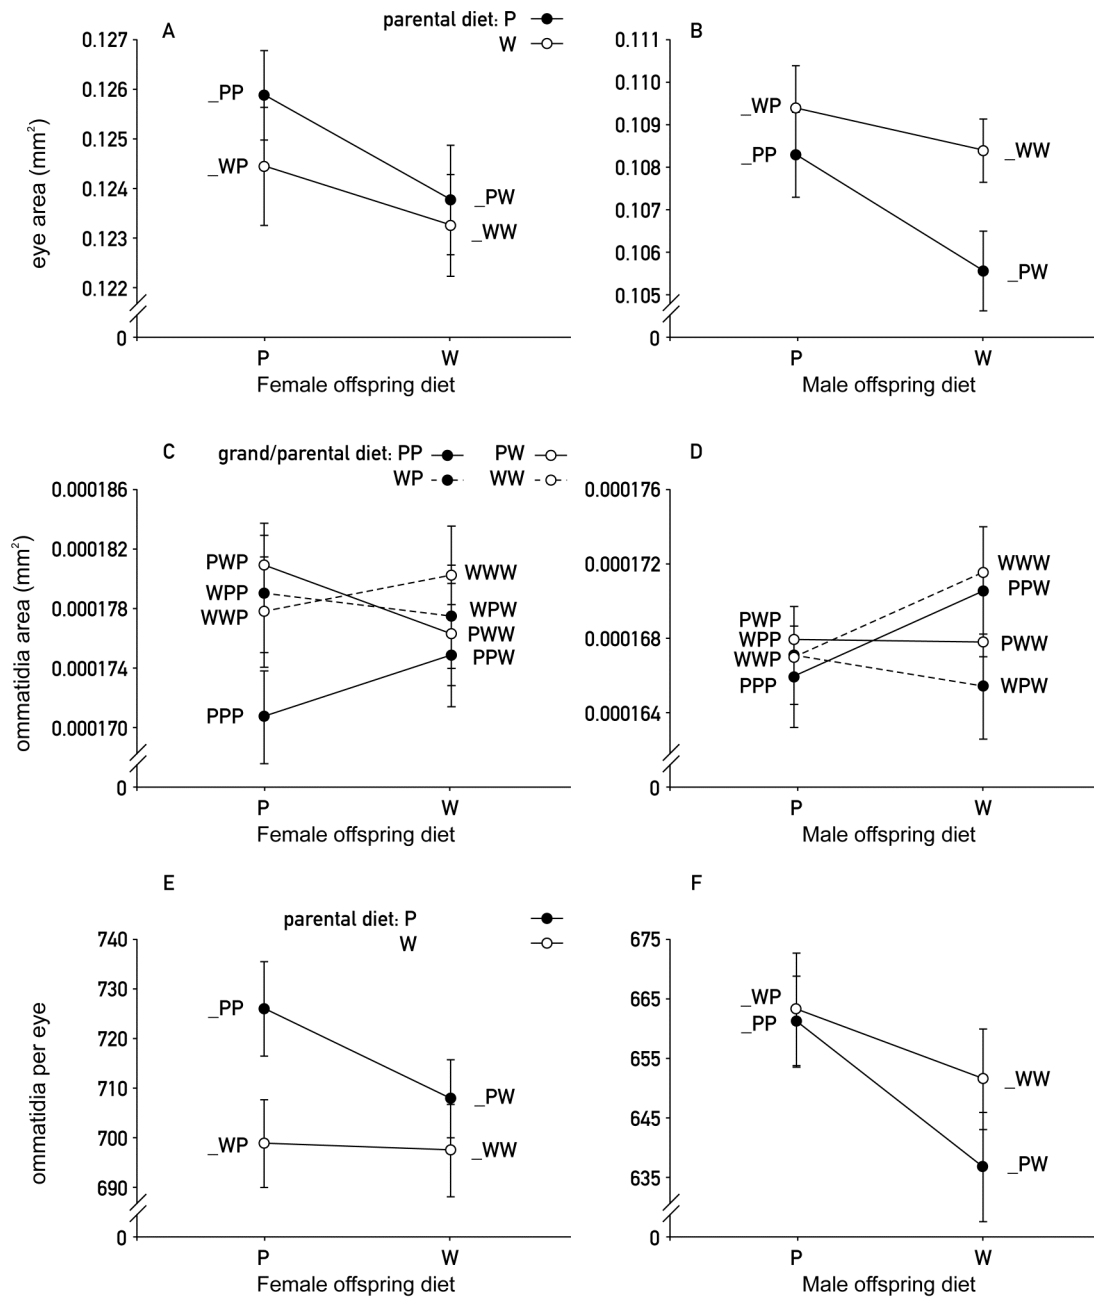 A
parental diet: P
W
0.127
0.126
0.125
0.124
0.123
0.122
0
eye area (mm²)
_PP
_WP
_PW
_WW
P W
Female offspring diet
B
0.111
0.110
0.109
0.108
0.107
0.106
0.105
0
_WP
_PP
_WW
_PW
P W
Male offspring diet
C
grand/parental diet: PP PW
WP WW
0.000186
0.000182
0.000178
0.000174
0.000170
0
ommatidia area (mm²)
PWP
WPP
WWP
PPP
WWW
WPW
PWW
PPW
P W
Female offspring diet
D
0.000176
0.000172
0.000168
0.000164
0
PWP
WPP
WWP
PPP
WWW
PPW
PWW
WPW
P W
Male offspring diet
E
parental diet: P
W
740
730
720
710
700
690
0
ommatidia per eye
_PP
_WP
_PW
_WW
P W
Female offspring diet
F
675
665
655
645
635
0
_WP
_PP
_WW
_PW
P W
Male offspring diet